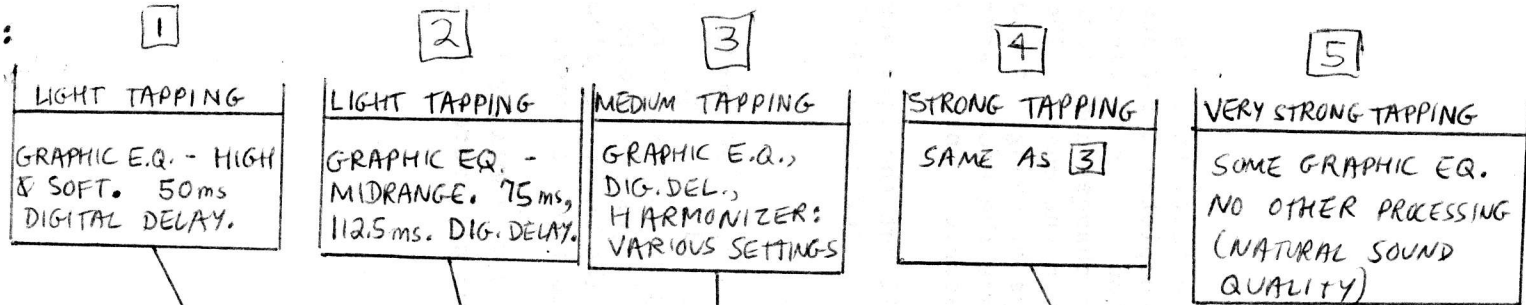 :
1
LIGHT TAPPING
GRAPHIC E.Q. - HIGH
& SOFT. 50ms
DIGITAL DELAY.
2
LIGHT TAPPING
GRAPHIC EQ. -
MIDRANGE. 75ms,
112.5ms. DIG. DELAY.
3
MEDIUM TAPPING
GRAPHIC E.Q.,
DIG. DEL.,
HARMONIZER:
VARIOUS SETTINGS
4
STRONG TAPPING
SAME AS 3
5
VERY STRONG TAPPING
SOME GRAPHIC EQ.
NO OTHER PROCESSING
(NATURAL SOUND
QUALITY)